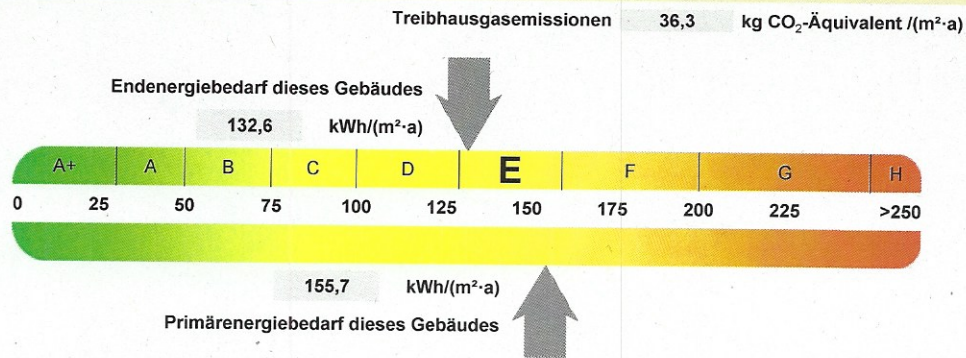 Treibhausgasemissionen 36,3 kg CO₂-Äquivalent /(m²·a)
Endenergiebedarf dieses Gebäudes
132,6 kWh/(m²·a)
A+ A B C D E F G H
0 25 50 75 100 125 150 175 200 225 >250
155,7 kWh/(m²·a)
Primärenergiebedarf dieses Gebäudes